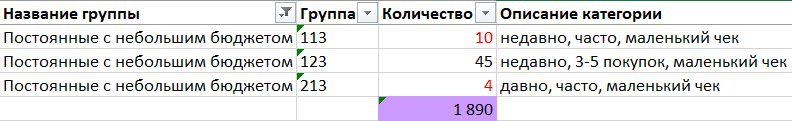 Название группы Группа Количество Описание категории
Постоянные с небольшим бюджетом 113 10 недавно, часто, маленький чек
Постоянные с небольшим бюджетом 123 45 недавно, 3-5 покупок, маленький чек
Постоянные с небольшим бюджетом 213 4 давно, часто, маленький чек
1 890